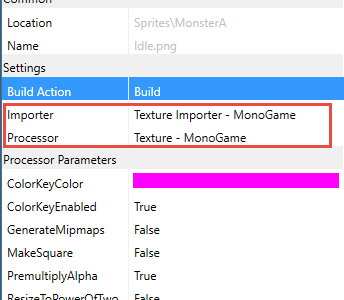 Common
Location Sprites\MonsterA
Name Idle.png
Settings
Build Action Build
Importer Texture Importer - MonoGame
Processor Texture - MonoGame
Processor Parameters
ColorKeyColor
ColorKeyEnabled True
GenerateMipmaps False
MakeSquare False
PremultiplyAlpha True
ResizeToPowerOfTwo False